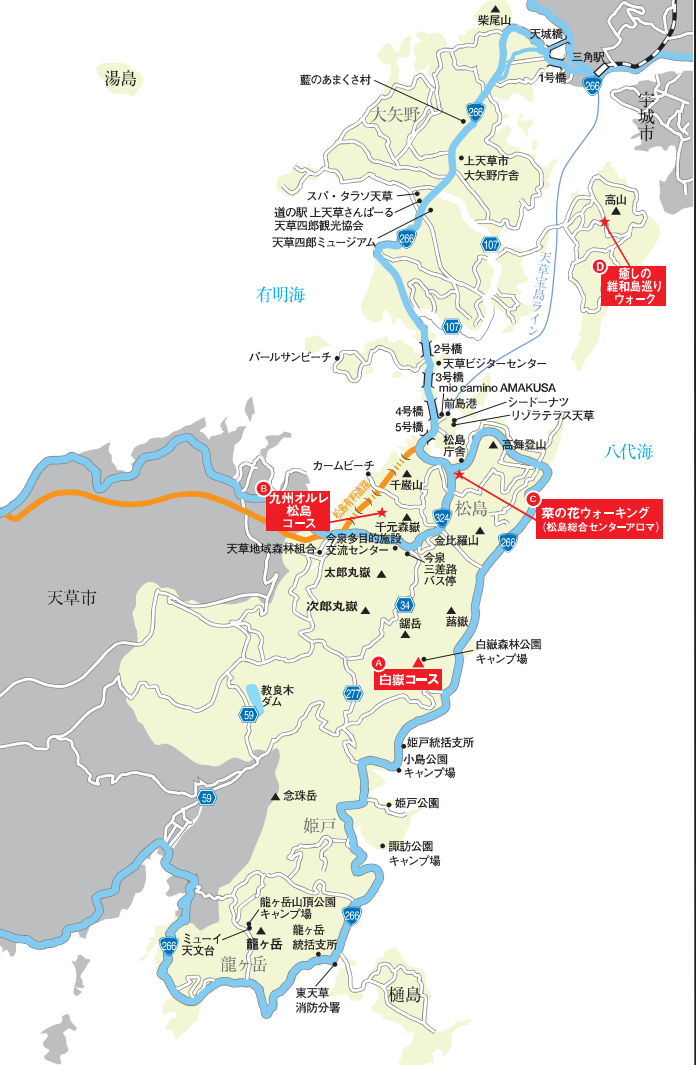 柴尾山
天城橋
三角駅
1号橋
266
湯島
藍のあまくさ村
大矢野
266
宇城市
上天草市
大矢野庁舎
スパ・タラソ天草
道の駅 上天草さんぱーる
天草四郎観光協会
天草四郎ミュージアム
高山
266
107
D
癒しの
維和島巡り
ウォーク
天草宝島ライン
有明海
107
2号橋
パールサンビーチ
天草ビジターセンター
3号橋
mio camino AMAKUSA
前島港
シードーナツ
4号橋
リゾラテラス天草
5号橋
松島
庁舎
高舞登山
八代海
カームビーチ
千巌山
松島有料道路
B
九州オルレ
松島
コース
C
菜の花ウォーキング
（松島総合センターアロマ）
松島
324
千元森嶽
金比羅山
266
今泉多目的施設
交流センター
天草地域森林組合
今泉
三差路
バス停
太郎丸嶽
天草市
次郎丸嶽
34
鋸岳
蕗嶽
白嶽森林公園
キャンプ場
A
白嶽コース
277
教良木
ダム
59
姫戸統括支所
小島公園
キャンプ場
59
念珠岳
姫戸公園
姫戸
諏訪公園
キャンプ場
龍ヶ岳山頂公園
キャンプ場
266
ミューイ
天文台
龍ヶ岳
龍ヶ岳
統括支所
266
龍ヶ岳
東天草
消防分署
樋島